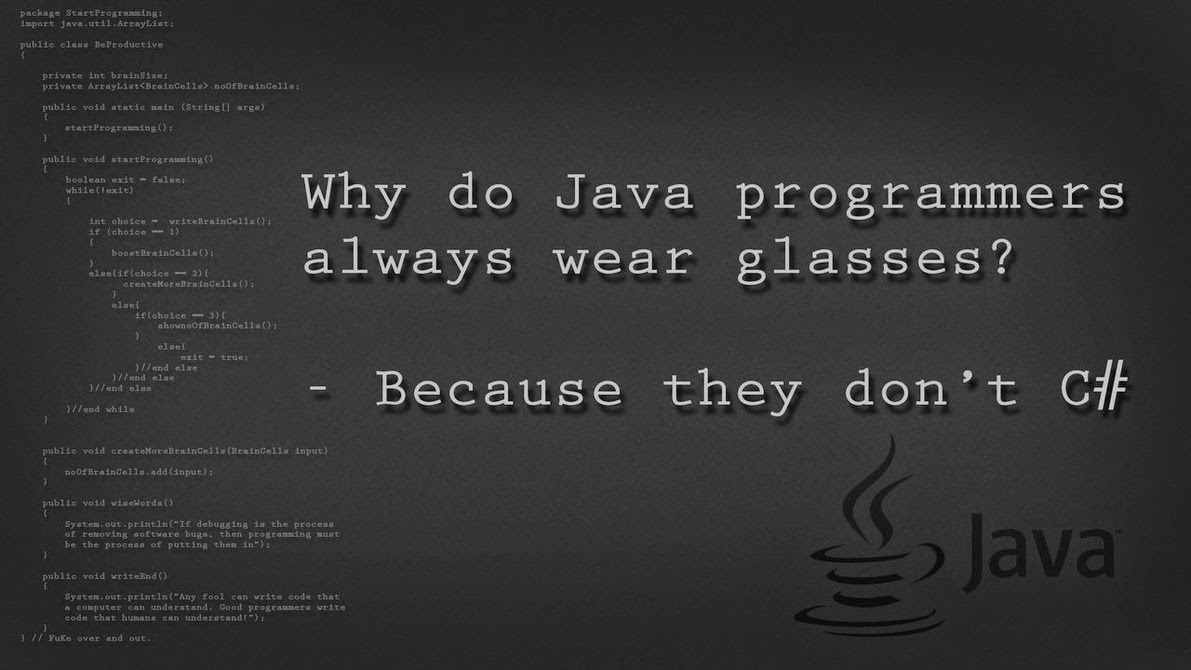 package StartProgramming;
import java.util.ArrayList;
public class BeProductive
{
private int brainSize;
private ArrayList<BrainCells> noOfBrainCells;
public void static main (String[] arga)
{
startProgramming();
}
public void startProgramming()
{
boolean exit = false;
while(!exit)
{
int choice = writeBrainCells();
if (choice == 1)
{
boostBrainCells();
}
else{if(choice == 2){
createMoreBrainCells();
}
else{
if(choice == 3){
shownoOfBrainCells();
}
else{
exit = true;
}//end else
}//end else
}//end else
}//end while
}
public void createMoreBrainCells(BrainCells input)
{
noOfBrainCells.add(input);
}
public void wiseWords()
{
System.out.println("If debugging is the process
of removing software bugs, then programming must
be the process of putting them in");
}
public void writeEnd()
{
System.out.println("Any fool can write code that
a computer can understand. Good programmers write
code that humans can understand!");
}
} // FuKe over and out.
Why do Java programmers
always wear glasses?
- Because they don't C#
Java™